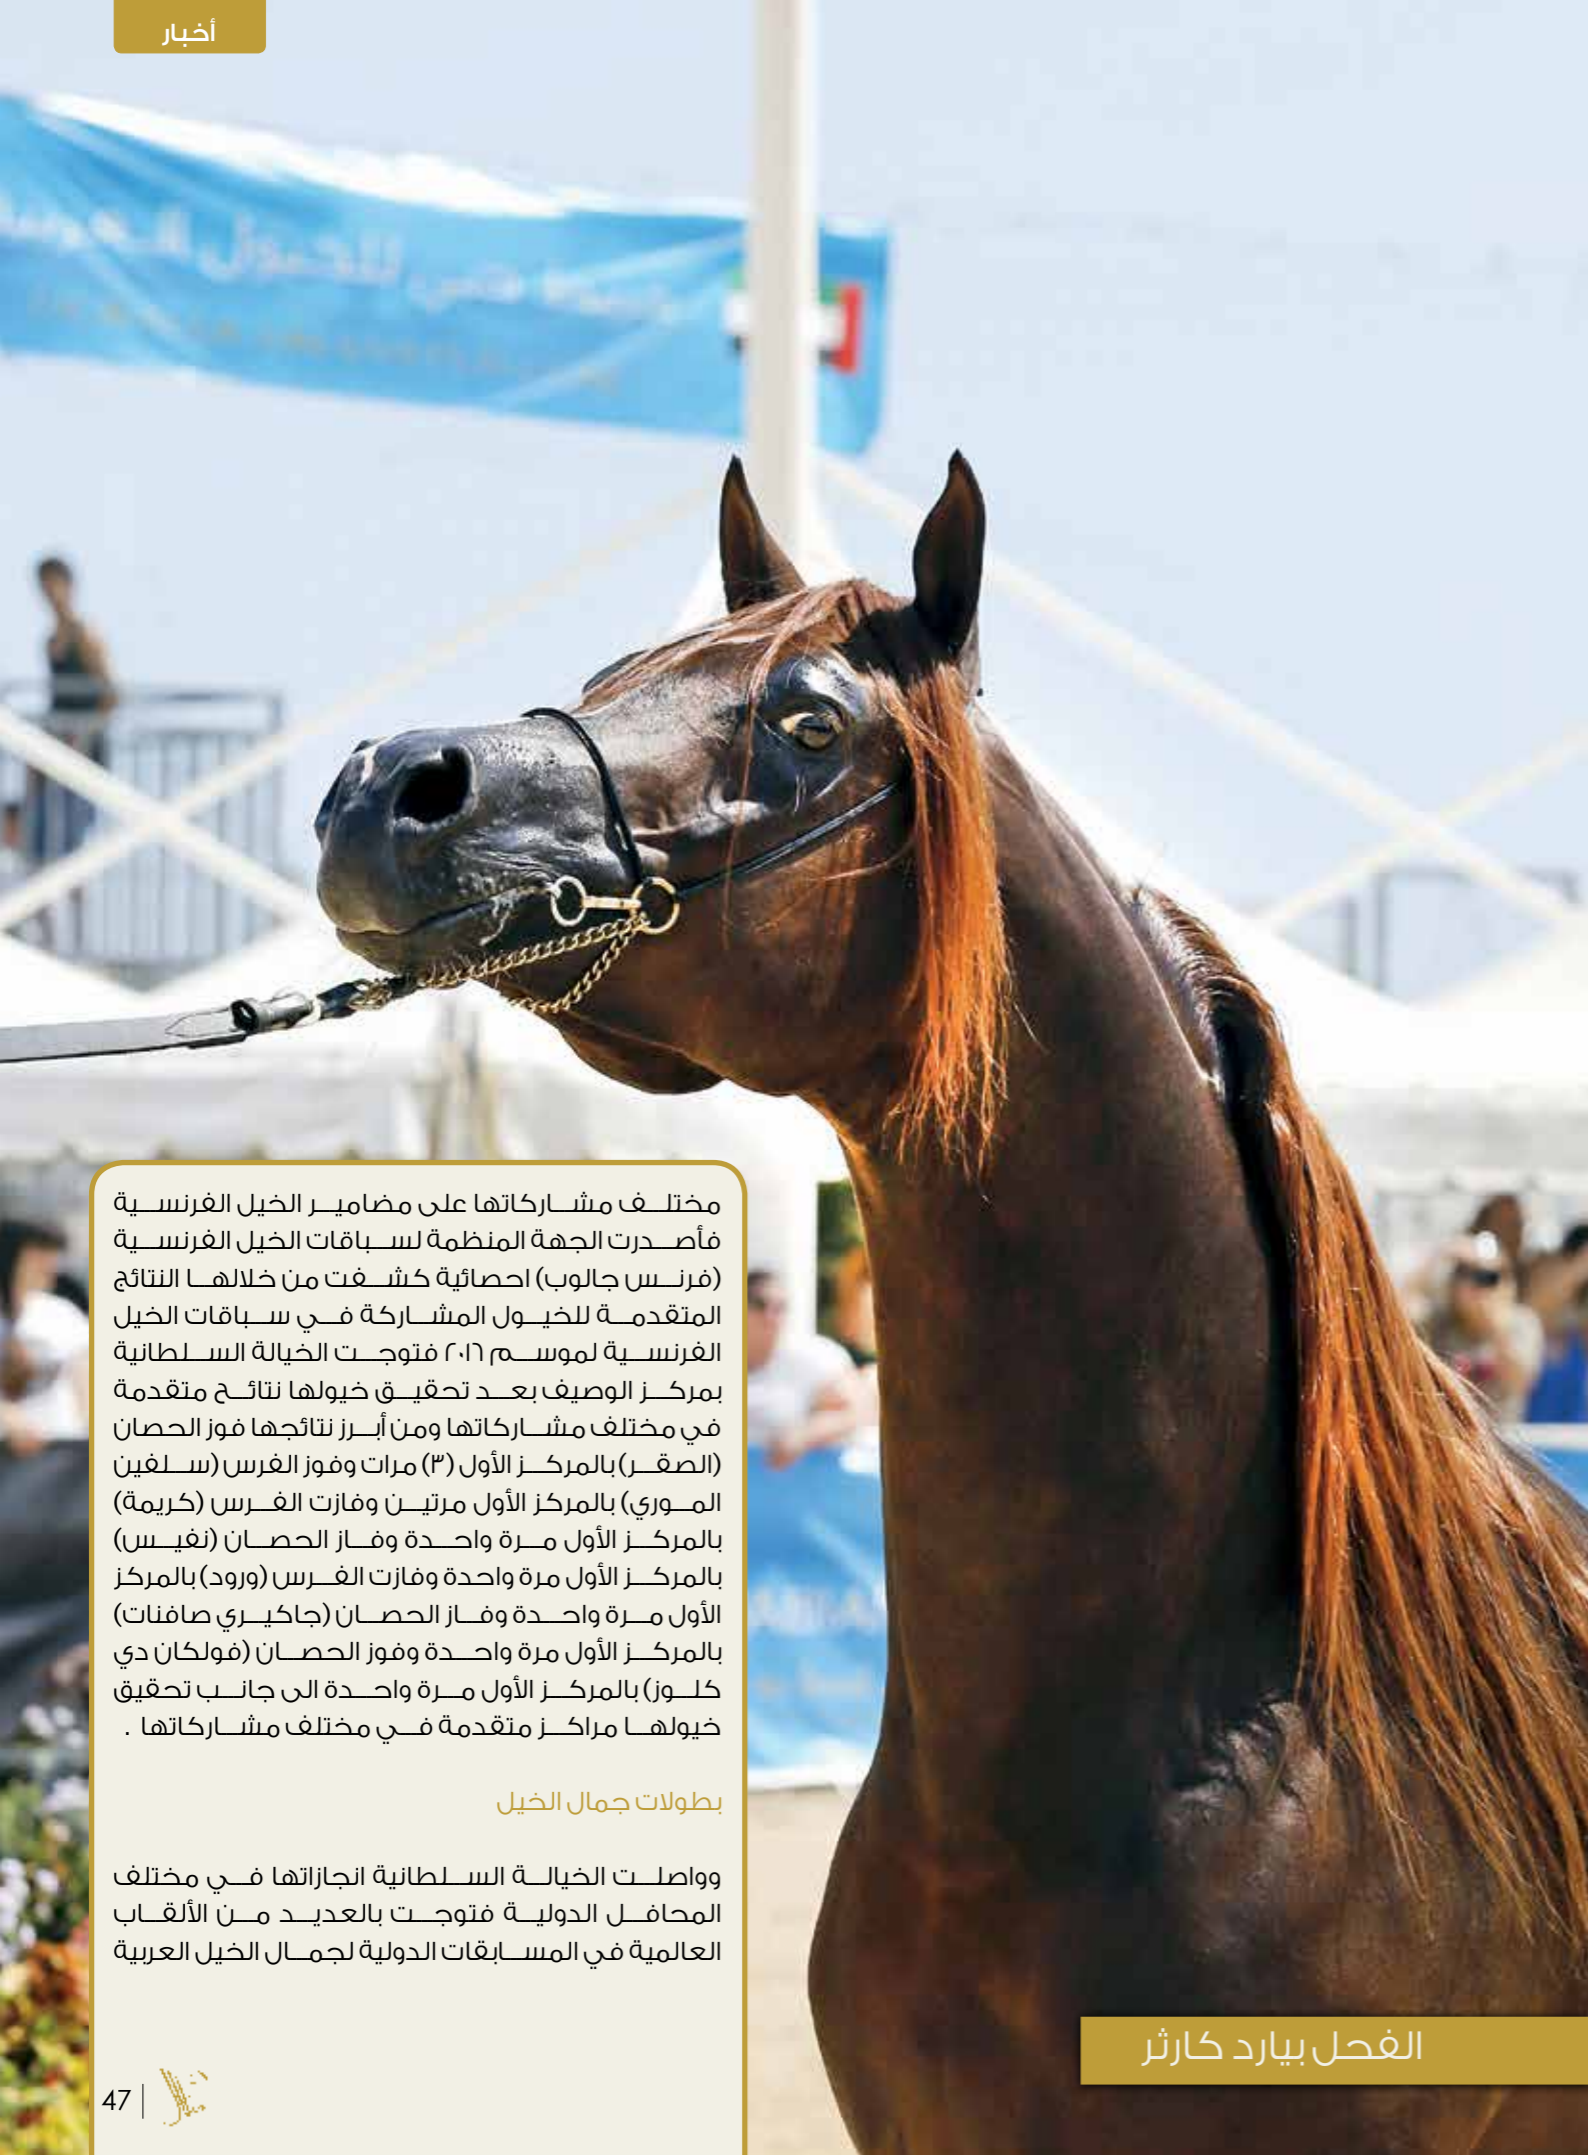 أخبار
للخيول
مختلف مشاركاتها على مضامير الخيل الفرنسية
فأصدرت الجهة المنظمة لسباقات الخيل الفرنسية
(فرنس جالوب) احصائية كشفت من خلالها النتائج
المتقدمة للخيول المشاركة في سباقات الخيل
الفرنسية لموسم ٢٠١٦ فتوجت الخيالة السلطانية
بمركز الوصيف بعد تحقيق خيولها نتائج متقدمة
في مختلف مشاركاتها ومن أبرز نتائجها فوز الحصان
(الصقر) بالمركز الأول (٣) مرات وفوز الفرس (سلفين
الموري) بالمركز الأول مرتين وفازت الفرس (كريمة)
بالمركز الأول مرة واحدة وفاز الحصان (نفيس)
بالمركز الأول مرة واحدة وفازت الفرس (ورود) بالمركز
الأول مرة واحدة وفاز الحصان (جاكيري صافنات)
بالمركز الأول مرة واحدة وفوز الحصان (فولكان دي
كلوز) بالمركز الأول مرة واحدة الى جانب تحقيق
خيولها مراكز متقدمة في مختلف مشاركاتها .
بطولات جمال الخيل
وواصلت الخيالة السلطانية انجازاتها في مختلف
المحافل الدولية فتوجت بالعديد من الألقاب
العالمية في المسابقات الدولية لجمال الخيل العربية
الفحل بيارد كارثر
47